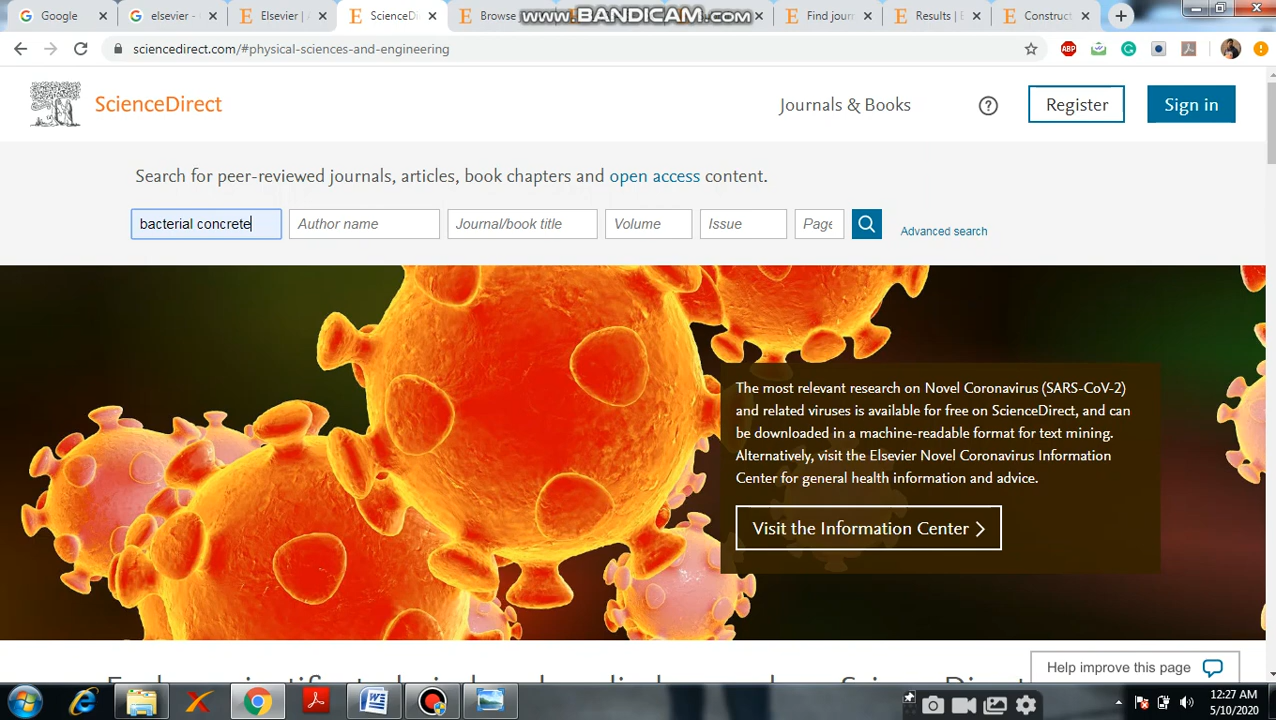 Google
elsevier -
Elsevier |
ScienceD
Browse
www.BANDICAM.com
Find jour
Results |
Construct
sciencedirect.com/#physical-sciences-and-engineering
ABP
ScienceDirect
Journals & Books
?
Register
Sign in
Search for peer-reviewed journals, articles, book chapters and open access content.
bacterial concrete
Author name
Journal/book title
Volume
Issue
Page
Advanced search
The most relevant research on Novel Coronavirus (SARS-CoV-2)
and related viruses is available for free on ScienceDirect, and can
be downloaded in a machine-readable format for text mining.
Alternatively, visit the Elsevier Novel Coronavirus Information
Center for general health information and advice.
Visit the Information Center
Help improve this page
12:27 AM
5/10/2020